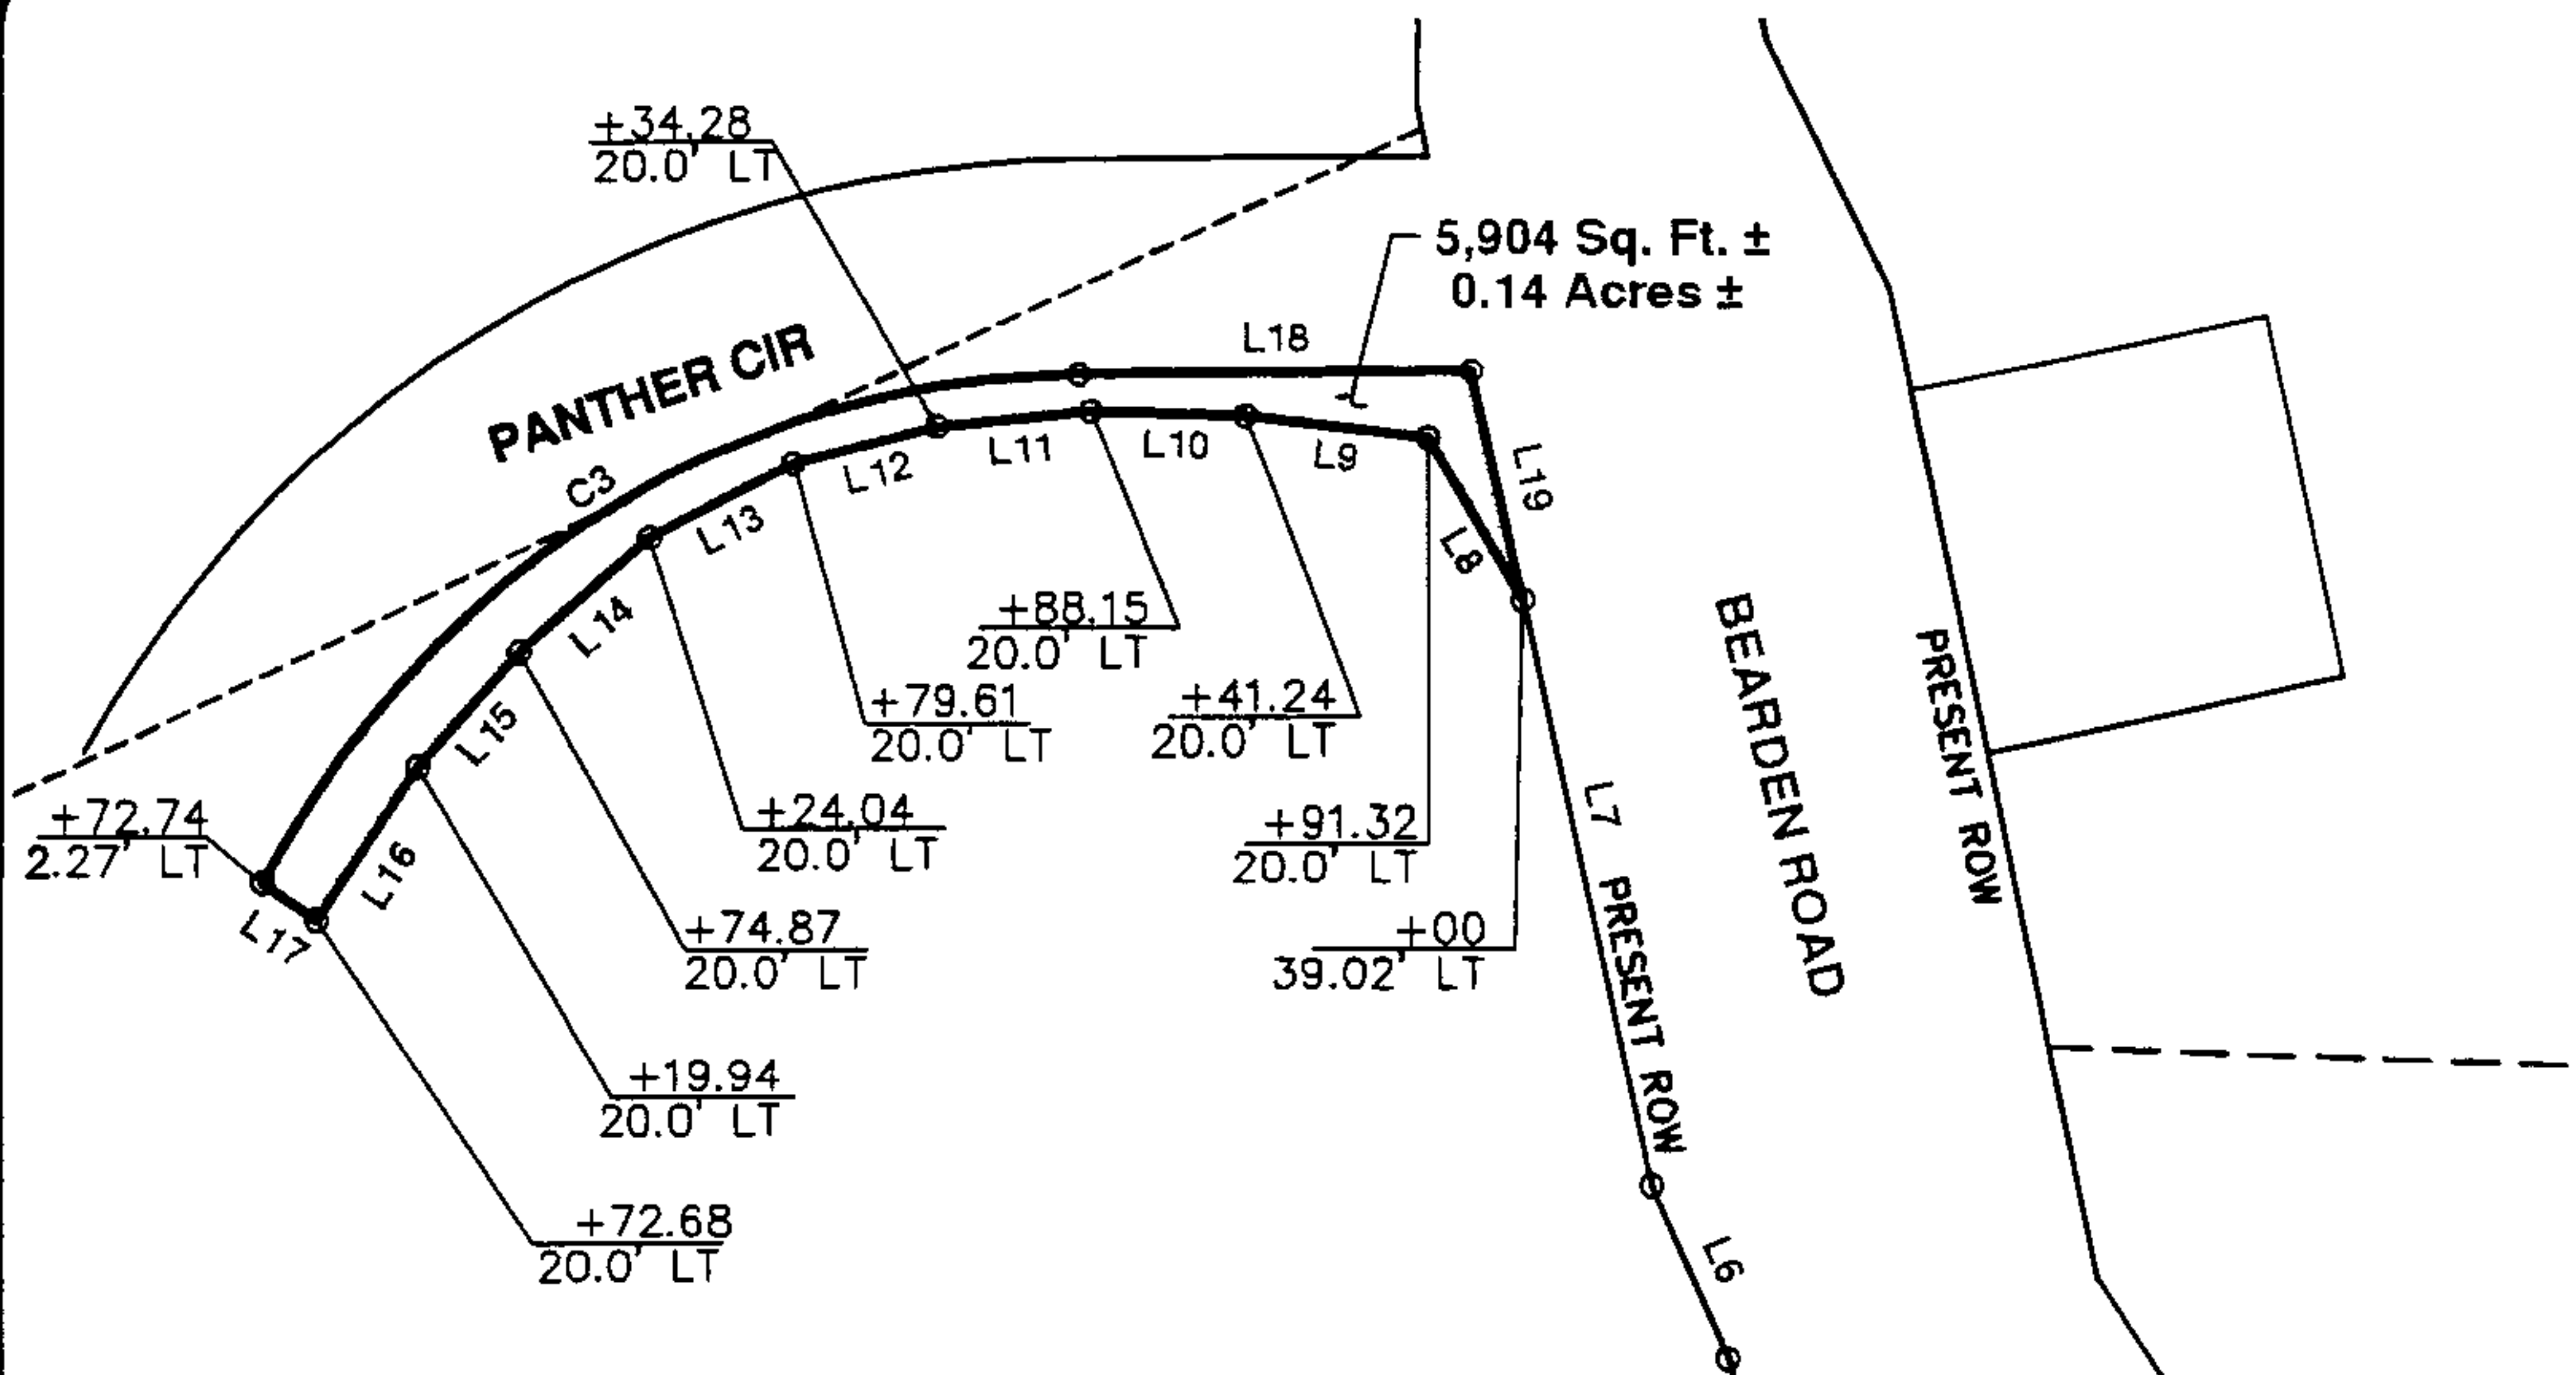 +34.28
20.0' LT
5,904 Sq. Ft. ±
0.14 Acres ±
L18
PANTHER CIR
C3
L12
L11
L10
L9
L19
L13
L8
L14
+88.15
20.0' LT
+79.61
20.0' LT
+41.24
20.0' LT
L15
+72.74
2.27' LT
+24.04
20.0' LT
+91.32
20.0' LT
L7
BEARDEN ROAD
PRESENT ROW
L16
L17
+74.87
20.0' LT
+00
39.02' LT
PRESENT ROW
+19.94
20.0' LT
+72.68
20.0' LT
L6